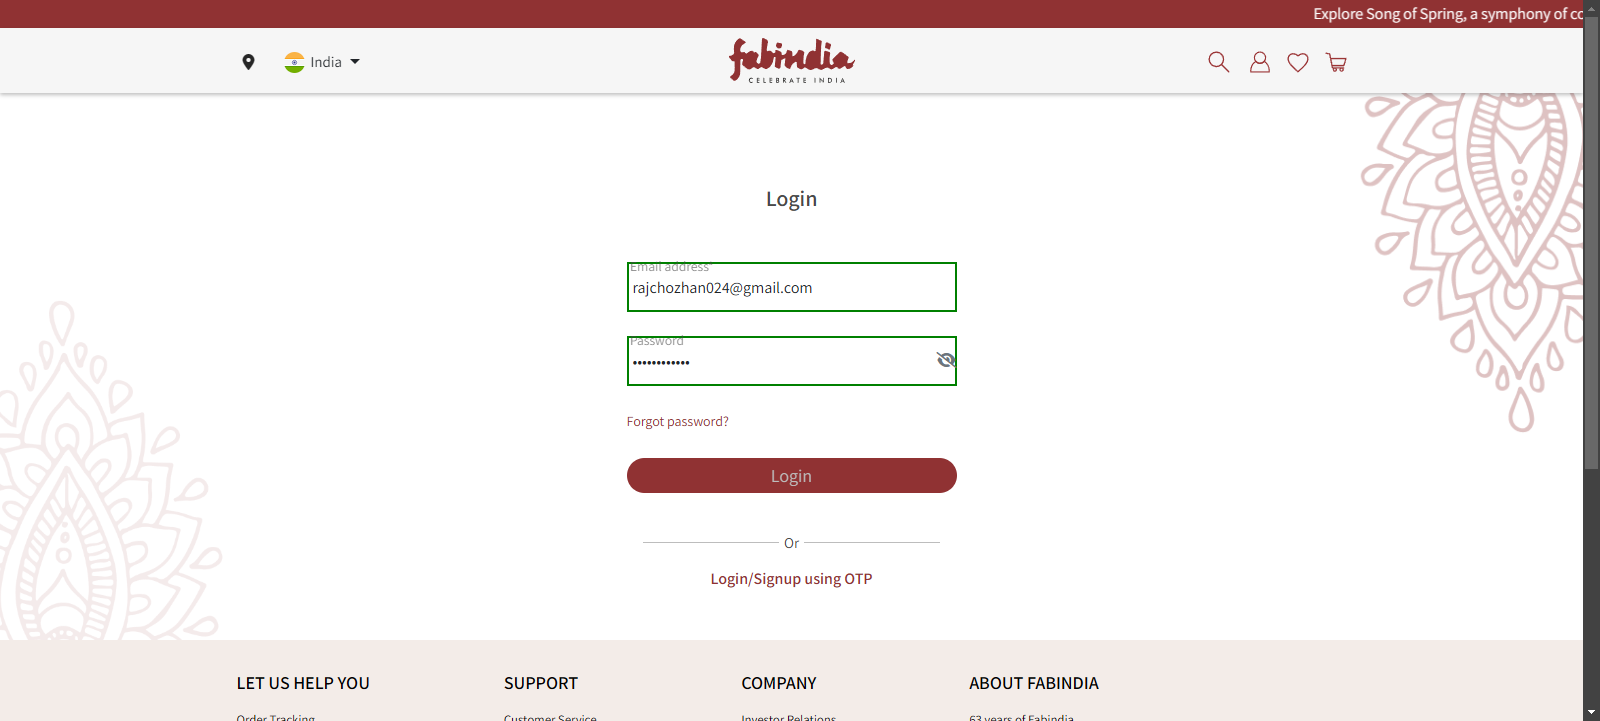 Explore Song of Spring, a symphony of co
India
fabindia
CELEBRATE INDIA
Login
Email address*
rajchozhan024@gmail.com
Password
••••••••••••
Forgot password?
Login
Or
Login/Signup using OTP
LET US HELP YOU
SUPPORT
COMPANY
ABOUT FABINDIA
Order Tracking
Customer Service
Investor Relations
63 years of Fabindia